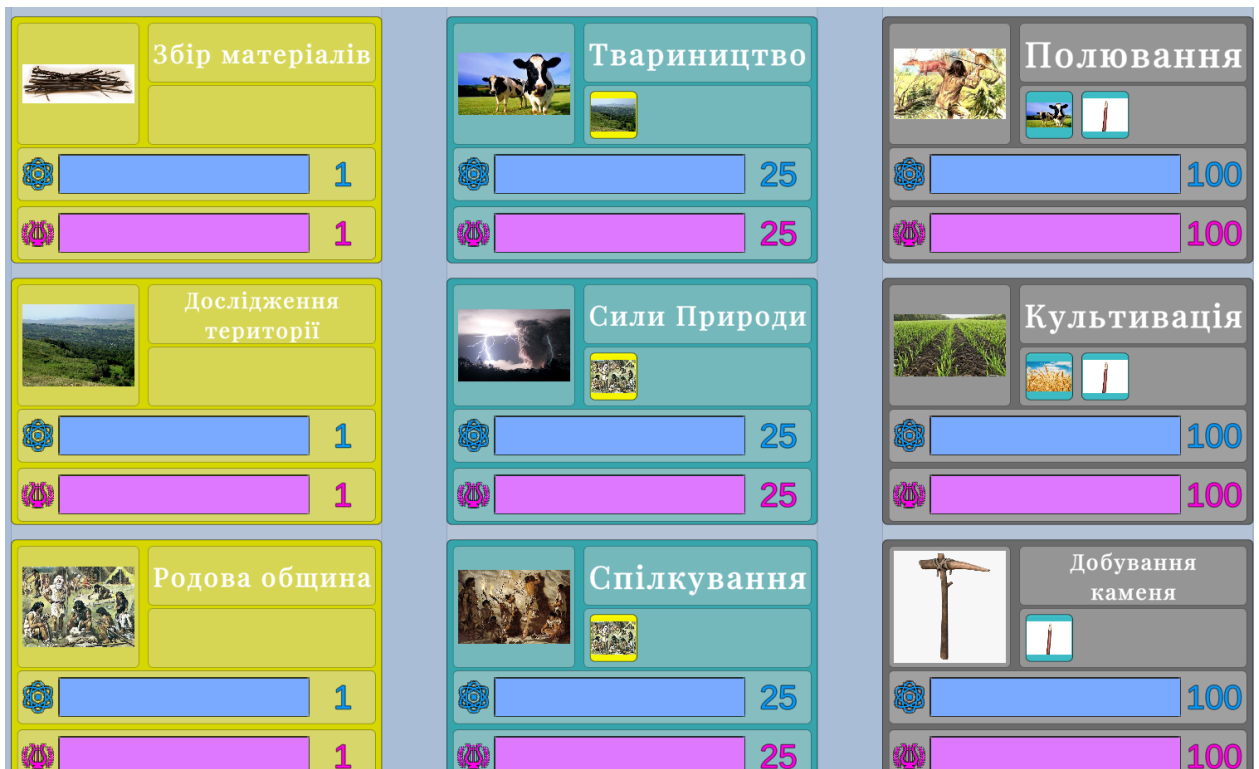 Збір матеріалів
1
1
Тваринництво
25
25
Полювання
100
100
Дослідження
території
1
1
Сили Природи
25
25
Культивація
100
100
Родова община
1
1
Спілкування
25
25
Добування
каменя
100
100